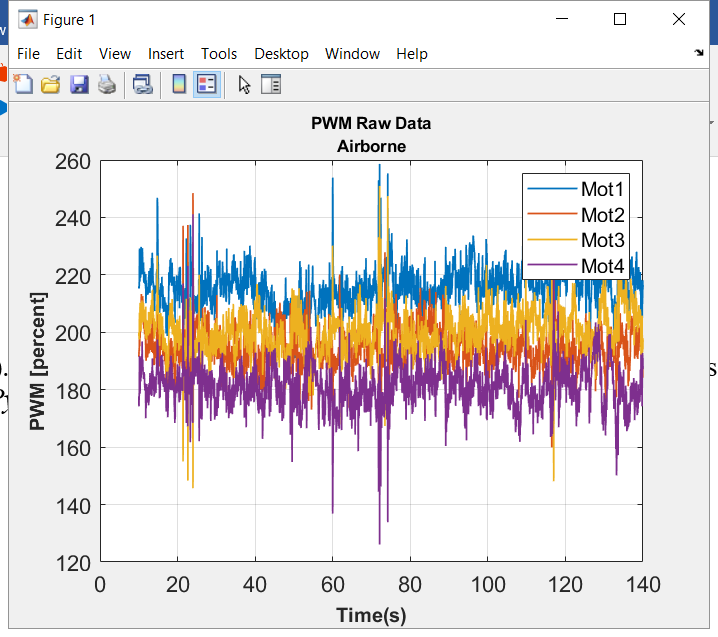 Figure 1
File Edit View Insert Tools Desktop Window Help
PWM Raw Data
Airborne
260
240
220
200
180
160
140
120
PWM [percent]
0 20 40 60 80 100 120 140
Time(s)
Mot1
Mot2
Mot3
Mot4